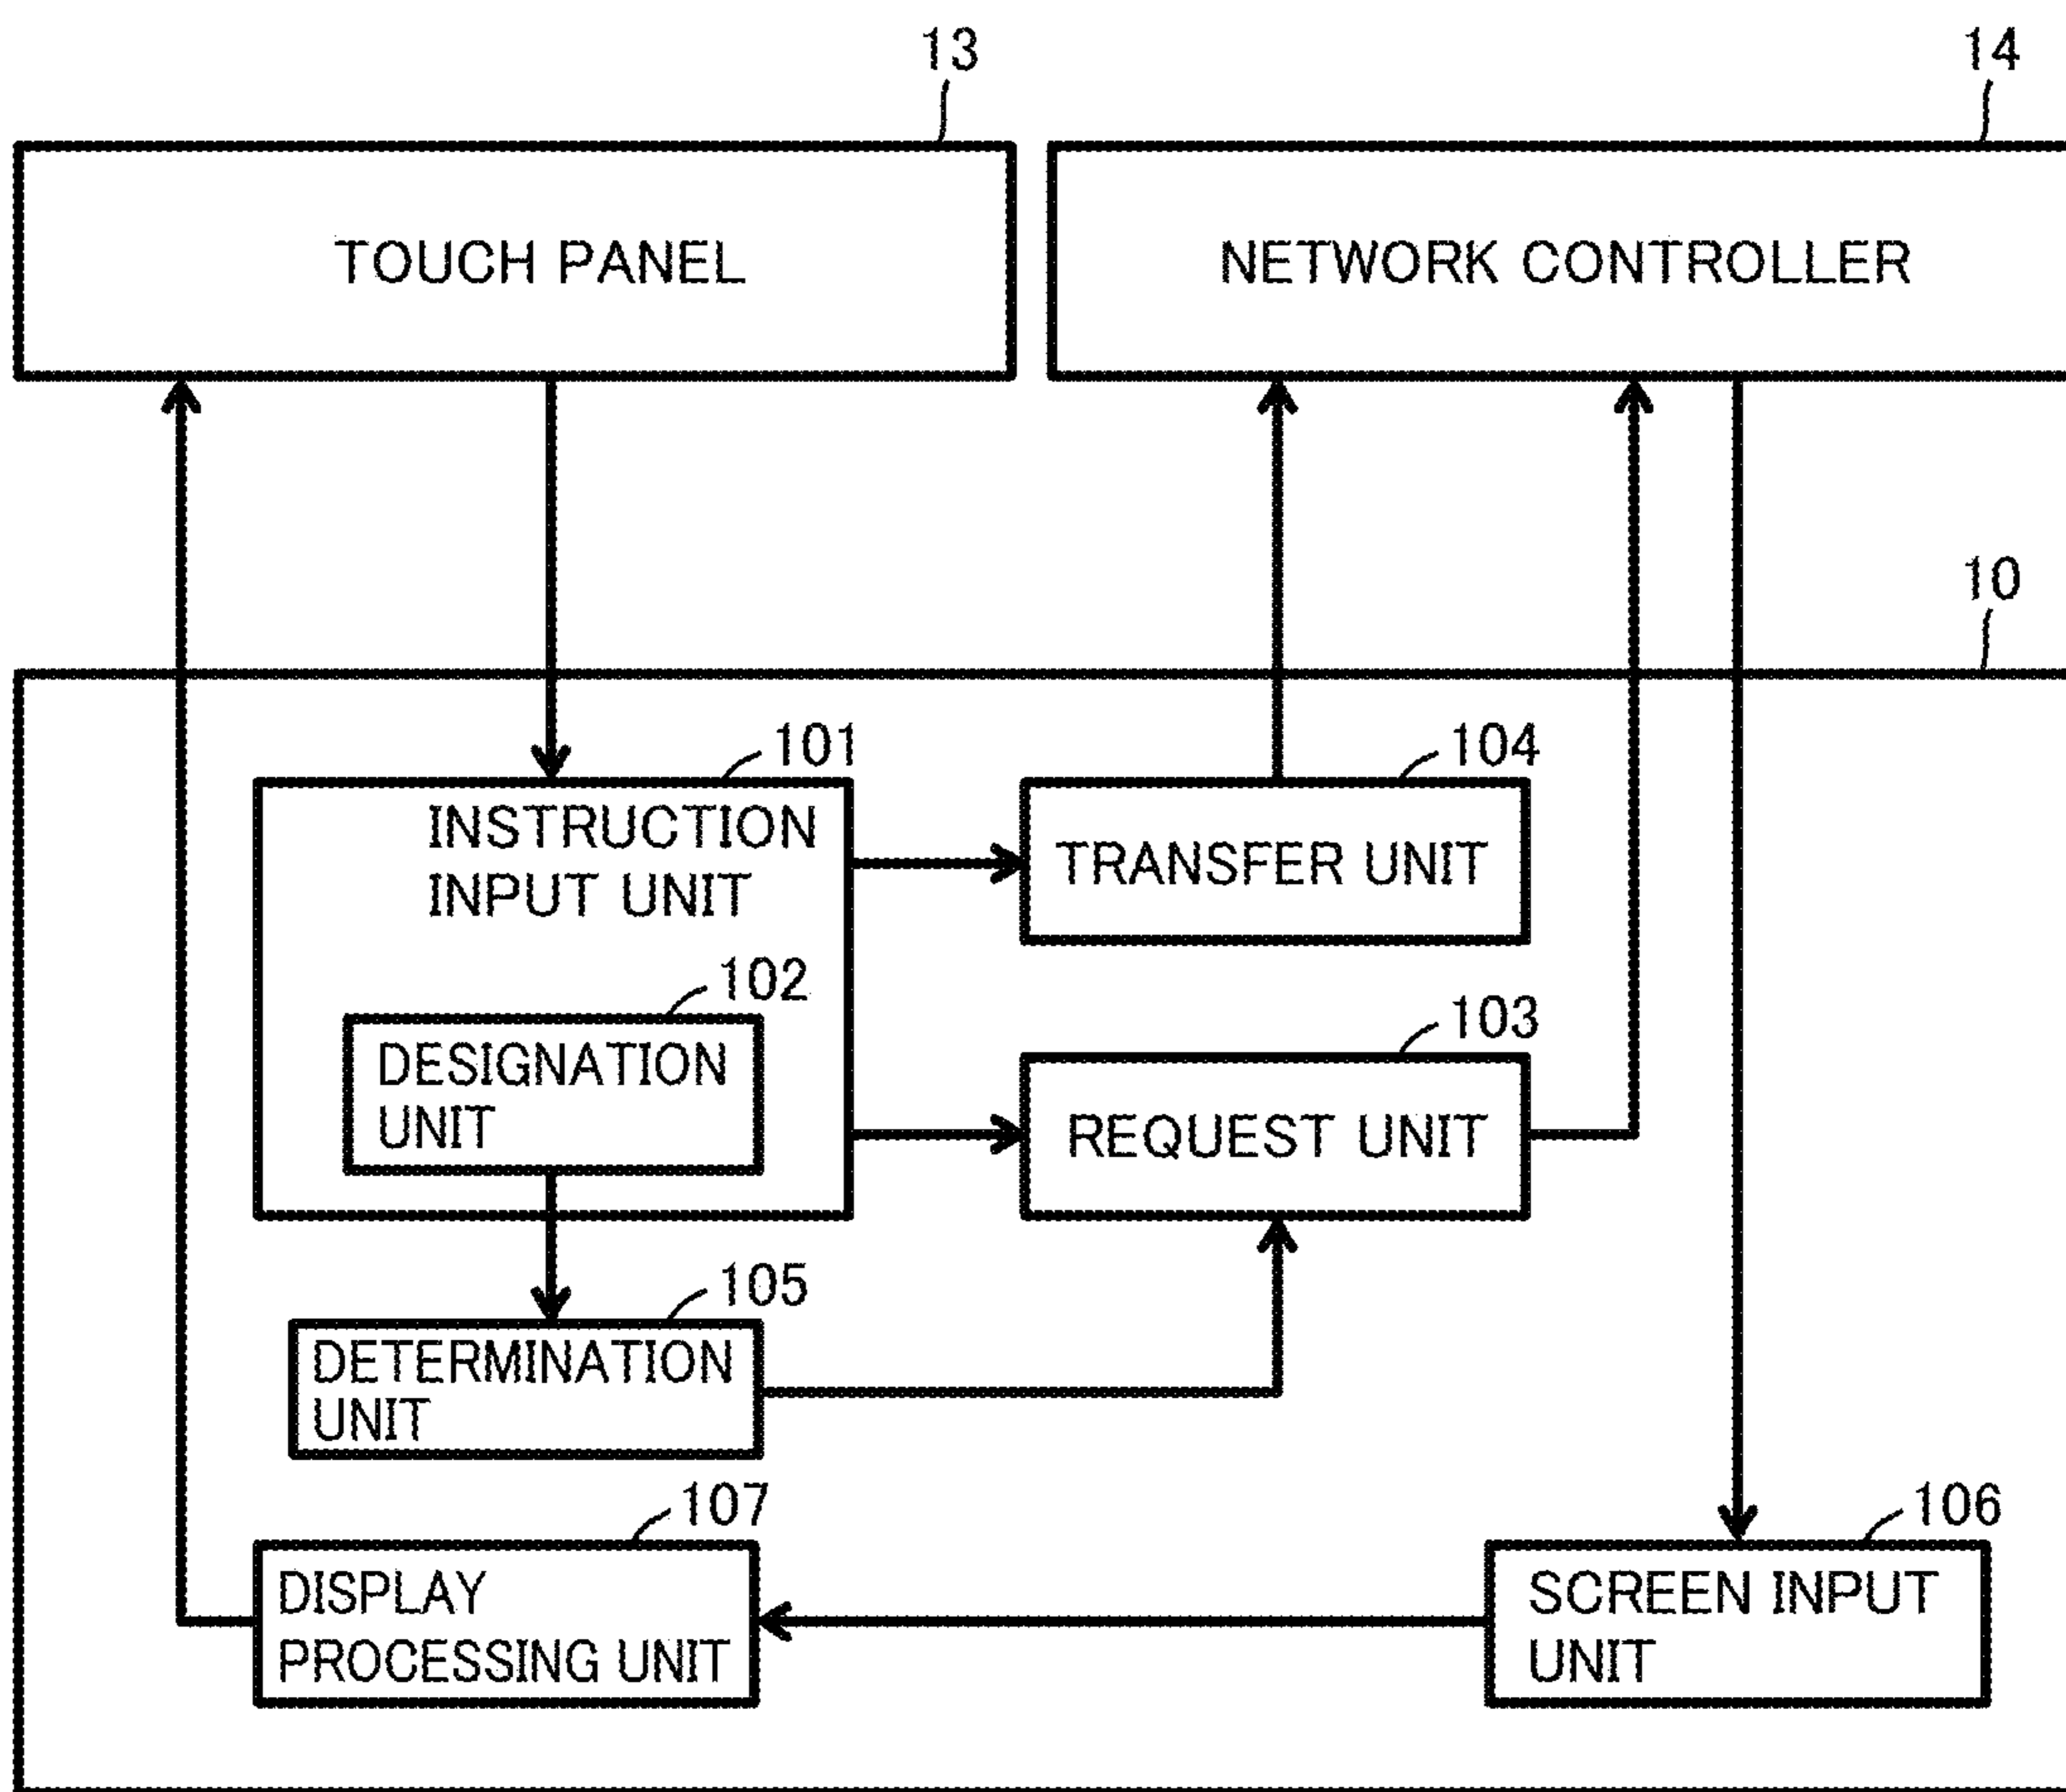 13
14
TOUCH PANEL
NETWORK CONTROLLER
10
101
104
INSTRUCTION
INPUT UNIT
TRANSFER UNIT
102
103
DESIGNATION
UNIT
REQUEST UNIT
105
DETERMINATION
UNIT
107
106
DISPLAY
PROCESSING UNIT
SCREEN INPUT
UNIT